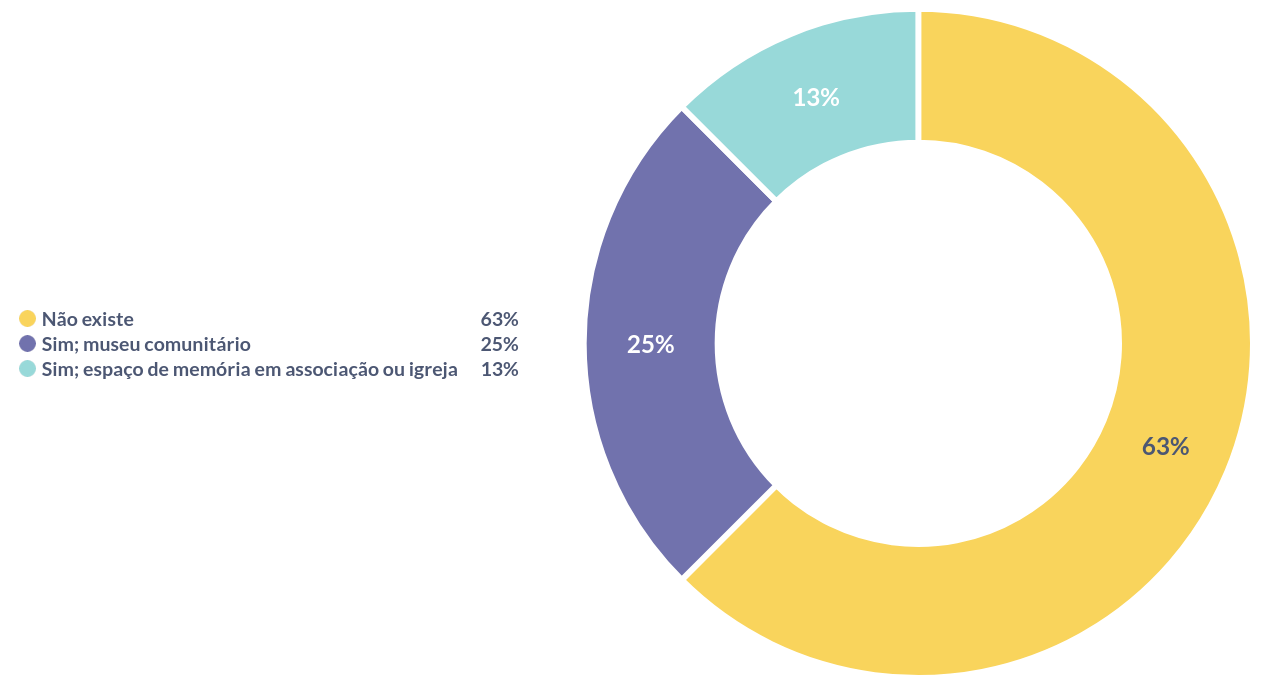 Não existe 63%
Sim; museu comunitário 25%
Sim; espaço de memória em associação ou igreja 13%
13%
25%
63%